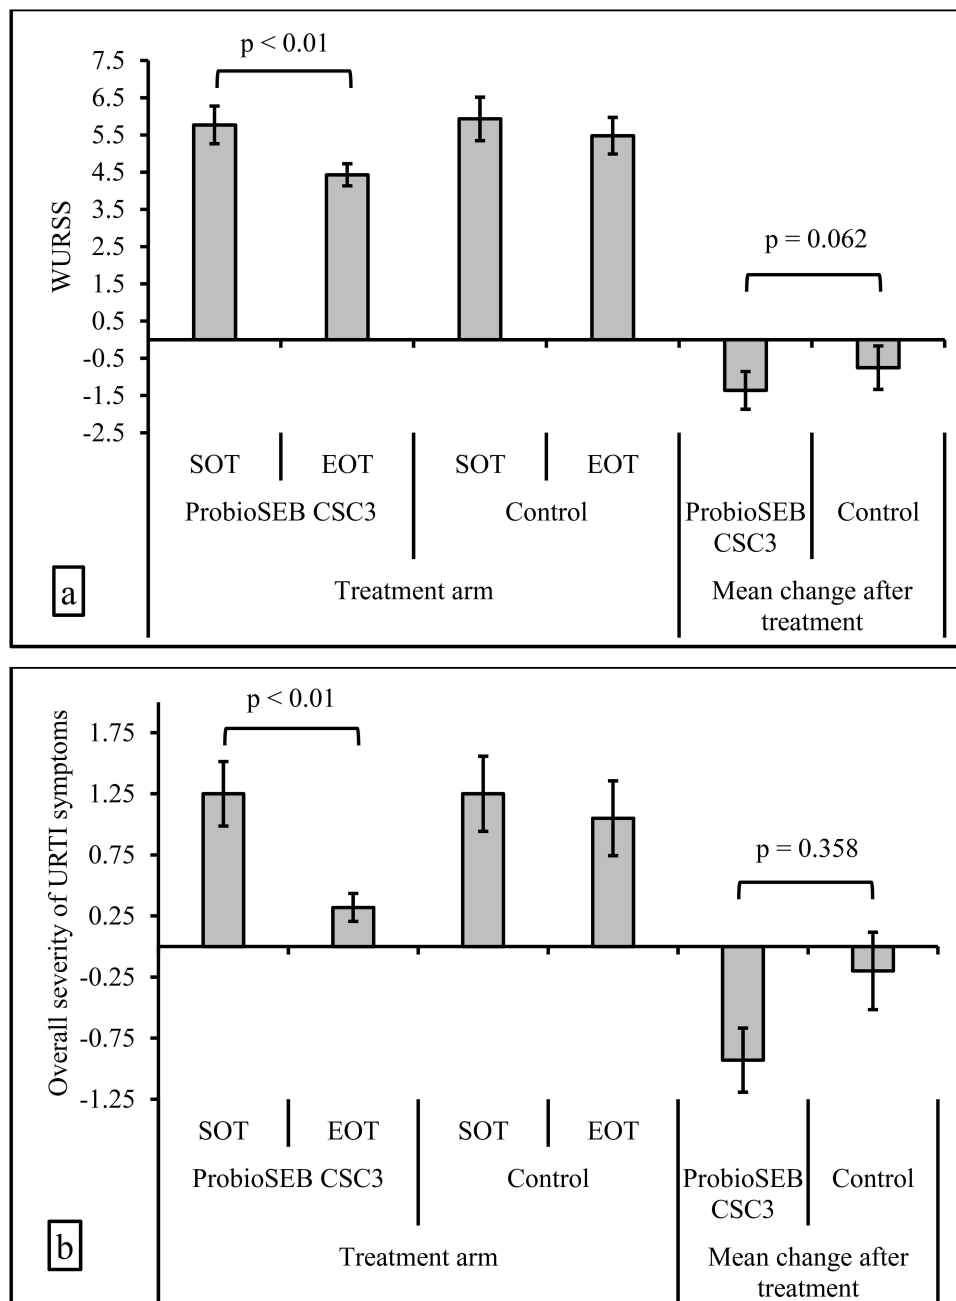 p < 0.01
7.5
6.5
5.5
4.5
3.5
2.5
1.5
0.5
-0.5
-1.5
-2.5
WURSS
p = 0.062
SOT EOT SOT EOT
ProbioSEB CSC3 Control ProbioSEB CSC3 Control
Treatment arm Mean change after treatment
a
p < 0.01
1.75
1.25
0.75
0.25
-0.25
-0.75
-1.25
Overall severity of URTI symptoms
p = 0.358
SOT EOT SOT EOT
ProbioSEB CSC3 Control ProbioSEB CSC3 Control
Treatment arm Mean change after treatment
b